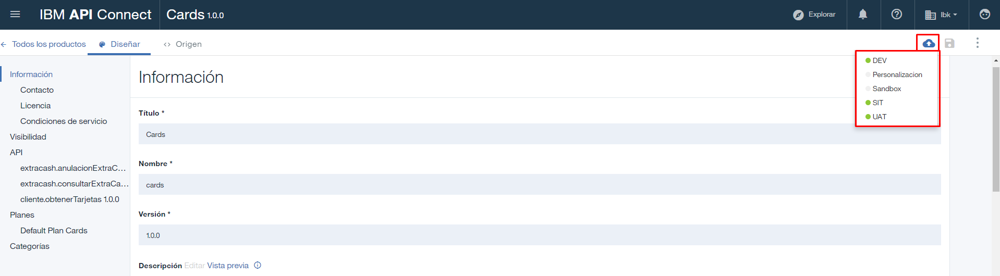 IBM API Connect
Cards 1.0.0
Explorar
Ibk
Todos los productos
Diseñar
Origen
DEV
Personalizacion
Sandbox
SIT
UAT
Información
Contacto
Licencia
Condiciones de servicio
Visibilidad
API
extracash.anulacionExtraC...
extracash.consultarExtraCa...
cliente.obtenerTarjetas 1.0.0
Planes
Default Plan Cards
Categorías
Información
Título *
Cards
Nombre *
cards
Versión *
1.0.0
Descripción Editar Vista previa